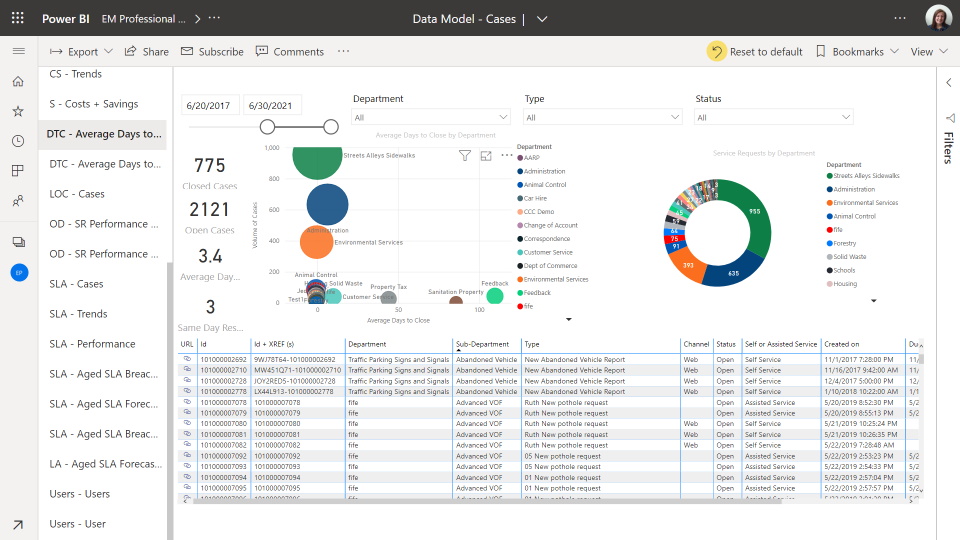 Power BI EM Professional ... > ... Data Model - Cases | ...
Export Share Subscribe Comments ... Reset to default Bookmarks View
CS - Trends
S - Costs + Savings
DTC - Average Days to...
DTC - Average Days to...
LOC - Cases
OD - SR Performance ...
OD - SR Performance ...
SLA - Cases
SLA - Trends
SLA - Performance
SLA - Aged SLA Breac...
SLA - Aged SLA Forec...
SLA - Aged SLA Breac...
LA - Aged SLA Forecas...
Users - Users
Users - User
EP
6/20/2017 6/30/2021
Department
All
Type
All
Status
All
Filters
775
Closed Cases
2121
Open Cases
3.4
Average Day...
3
Same Day Res...
Average Days to Close by Department
Volume of Cases
1,000
800
600
400
200
0
Streets Alleys Sidewalks
Administration
Environmental Services
Animal Control
Solid Waste
Customer Service
Property Tax
Sanitation Property
Feedback
0 50 100
Average Days to Close
Department
AARP
Administration
Animal Control
Car Hire
CCC Demo
Change of Account
Correspondence
Customer Service
Dept of Commerce
Environmental Services
Feedback
fife
Service Requests by Department
955
635
393
91
75
66
Department
Streets Alleys Sidewalks
Administration
Environmental Services
Animal Control
fife
Forestry
Solid Waste
Schools
Housing
URL Id Id + XREF (s) Department Sub-Department Type Channel Status Self or Assisted Service Created on Du
101000002692 9WJ78T64-101000002692 Traffic Parking Signs and Signals Abandoned Vehicle New Abandoned Vehicle Report Web Open Self Service 11/1/2017 7:28:00 PM 11/
101000002710 MW451Q71-101000002710 Traffic Parking Signs and Signals Abandoned Vehicle New Abandoned Vehicle Report Web Open Self Service 11/16/2017 9:42:00 AM 11/
101000002728 JOY2RED5-101000002728 Traffic Parking Signs and Signals Abandoned Vehicle New Abandoned Vehicle Report Web Open Self Service 12/4/2017 5:00:00 PM 12/
101000002778 LX44L913-101000002778 Traffic Parking Signs and Signals Abandoned Vehicle New Abandoned Vehicle Report Web Open Self Service 1/10/2018 10:22:00 AM 1/1
101000007078 101000007078 fife Advanced VOF Ruth New pothole request Open Assisted Service 5/20/2019 8:52:30 PM 5/2
101000007079 101000007079 fife Advanced VOF Ruth New pothole request Open Assisted Service 5/20/2019 8:55:13 PM 5/2
101000007080 101000007080 fife Advanced VOF Ruth New pothole request Web Open Self Service 5/21/2019 10:25:24 PM
101000007081 101000007081 fife Advanced VOF Ruth New pothole request Web Open Self Service 5/21/2019 10:26:35 PM
101000007082 101000007082 fife Advanced VOF Ruth New pothole request Web Open Self Service 5/22/2019 7:28:48 AM
101000007092 101000007092 fife Advanced VOF 05 New pothole request Open Assisted Service 5/22/2019 2:53:23 PM 5/2
101000007093 101000007093 fife Advanced VOF 05 New pothole request Open Assisted Service 5/22/2019 2:54:33 PM 5/2
101000007094 101000007094 fife Advanced VOF 01 New pothole request Open Assisted Service 5/22/2019 2:57:04 PM 5/2
101000007095 101000007095 fife Advanced VOF 01 New pothole request Open Assisted Service 5/22/2019 2:57:57 PM 5/2